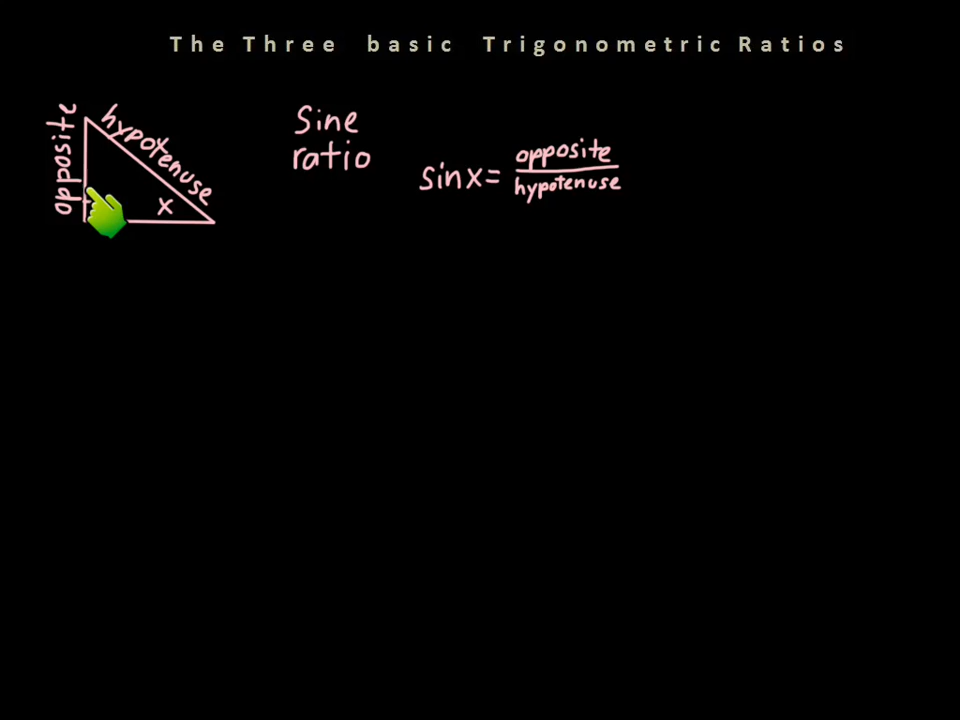 The Three basic Trigonometric Ratios
opposite
hypotenuse
x
Sine
ratio
sinx = opposite
hypotenuse